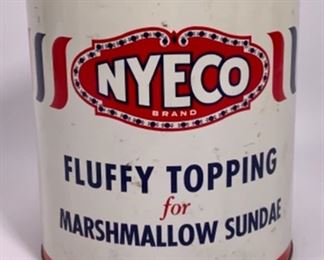 NYECO
BRAND
FLUFFY TOPPING
for
MARSHMALLOW SUNDAE